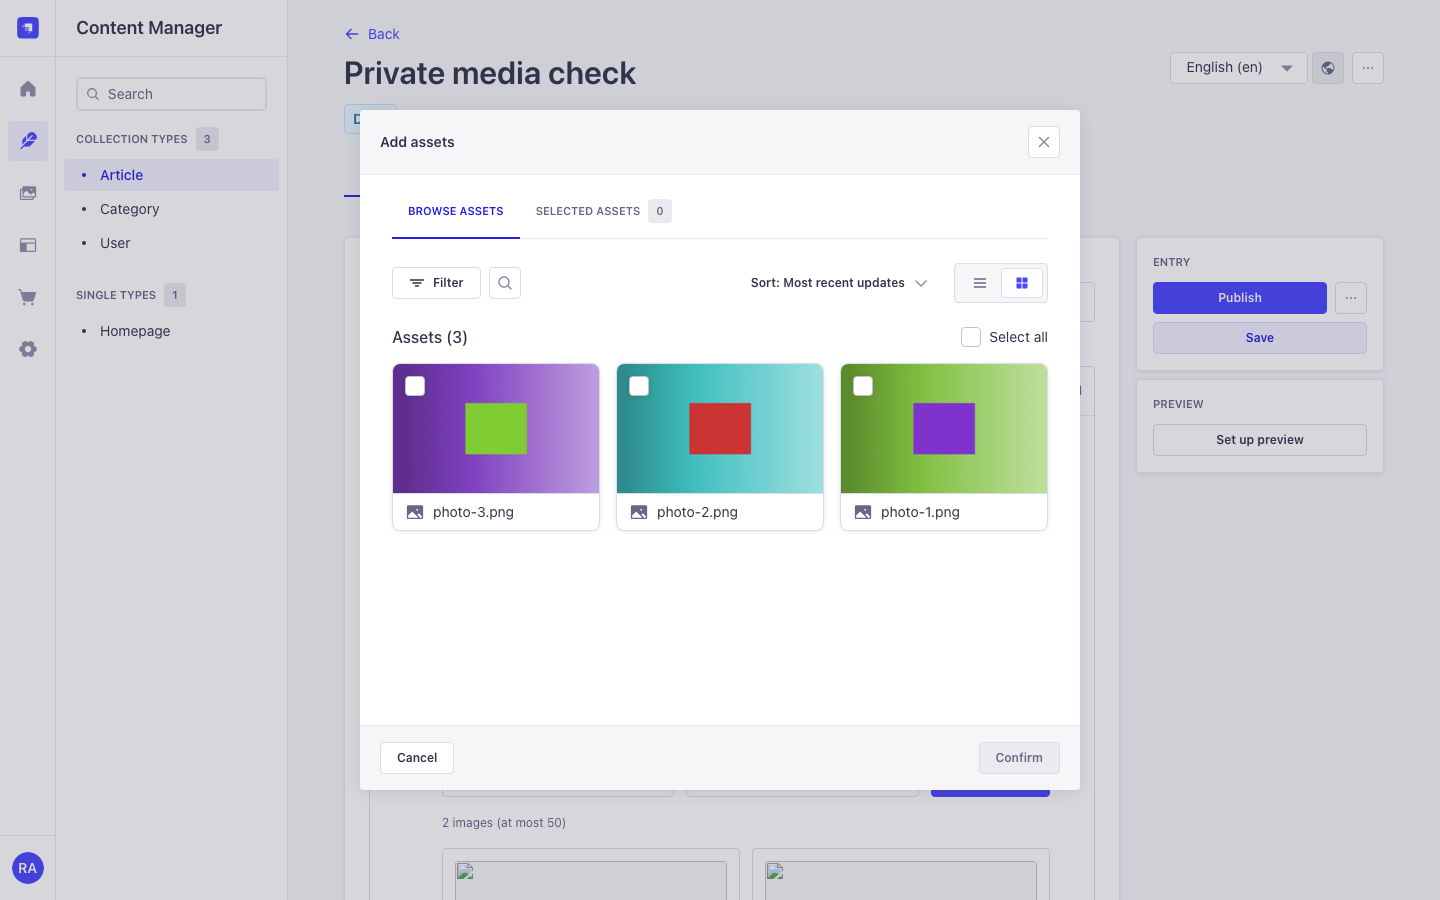 Content Manager
Search
COLLECTION TYPES 3
Article
Category
User
SINGLE TYPES 1
Homepage
RA
Back
Private media check
English (en)
Add assets
BROWSE ASSETS
SELECTED ASSETS 0
Filter
Sort: Most recent updates
Assets (3)
Select all
photo-3.png
photo-2.png
photo-1.png
Cancel
Confirm
2 images (at most 50)
ENTRY
Publish
Save
PREVIEW
Set up preview